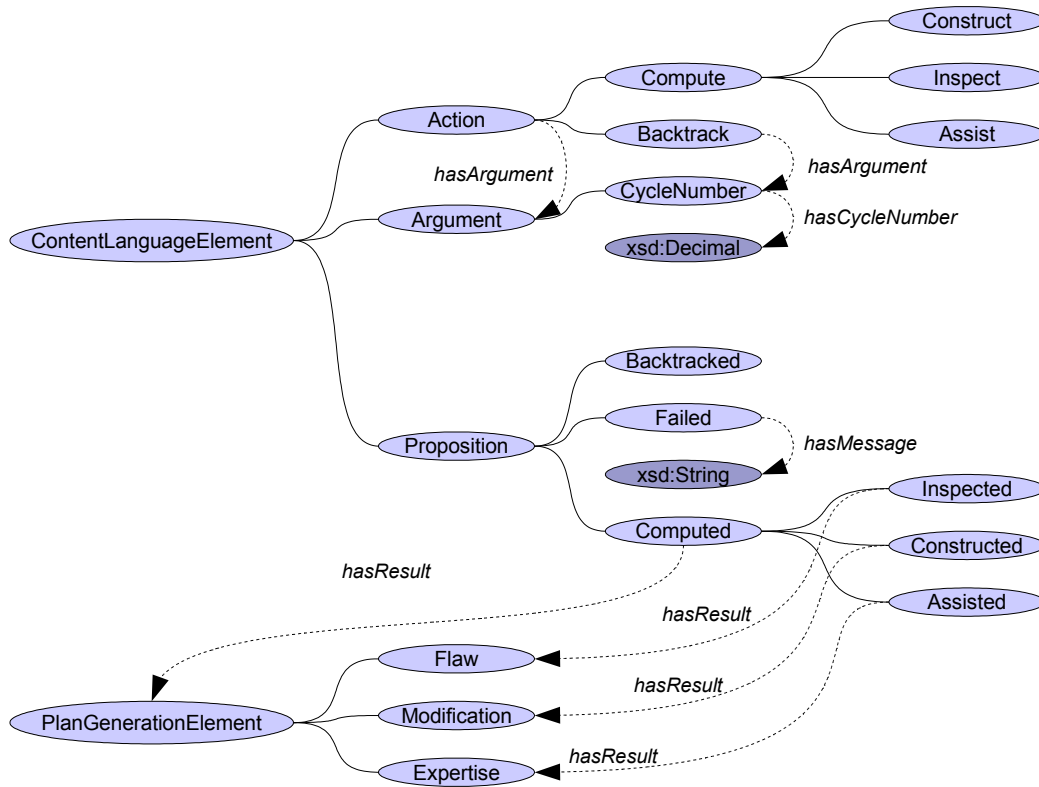 Construct
Compute
Inspect
Action
Backtrack
Assist
hasArgument
hasArgument
CycleNumber
Argument
hasCycleNumber
ContentLanguageElement
xsd:Decimal
Backtracked
Failed
Proposition
hasMessage
xsd:String
Inspected
Computed
Constructed
hasResult
Assisted
hasResult
Flaw
hasResult
PlanGenerationElement
Modification
hasResult
Expertise